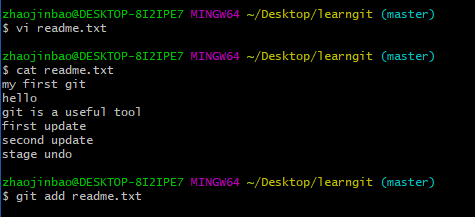 zhaojinbao@DESKTOP-8I2IPE7 MINGW64 ~/Desktop/learngit (master)
$ vi readme.txt
zhaojinbao@DESKTOP-8I2IPE7 MINGW64 ~/Desktop/learngit (master)
$ cat readme.txt
my first git
hello
git is a useful tool
first update
second update
stage undo
zhaojinbao@DESKTOP-8I2IPE7 MINGW64 ~/Desktop/learngit (master)
$ git add readme.txt